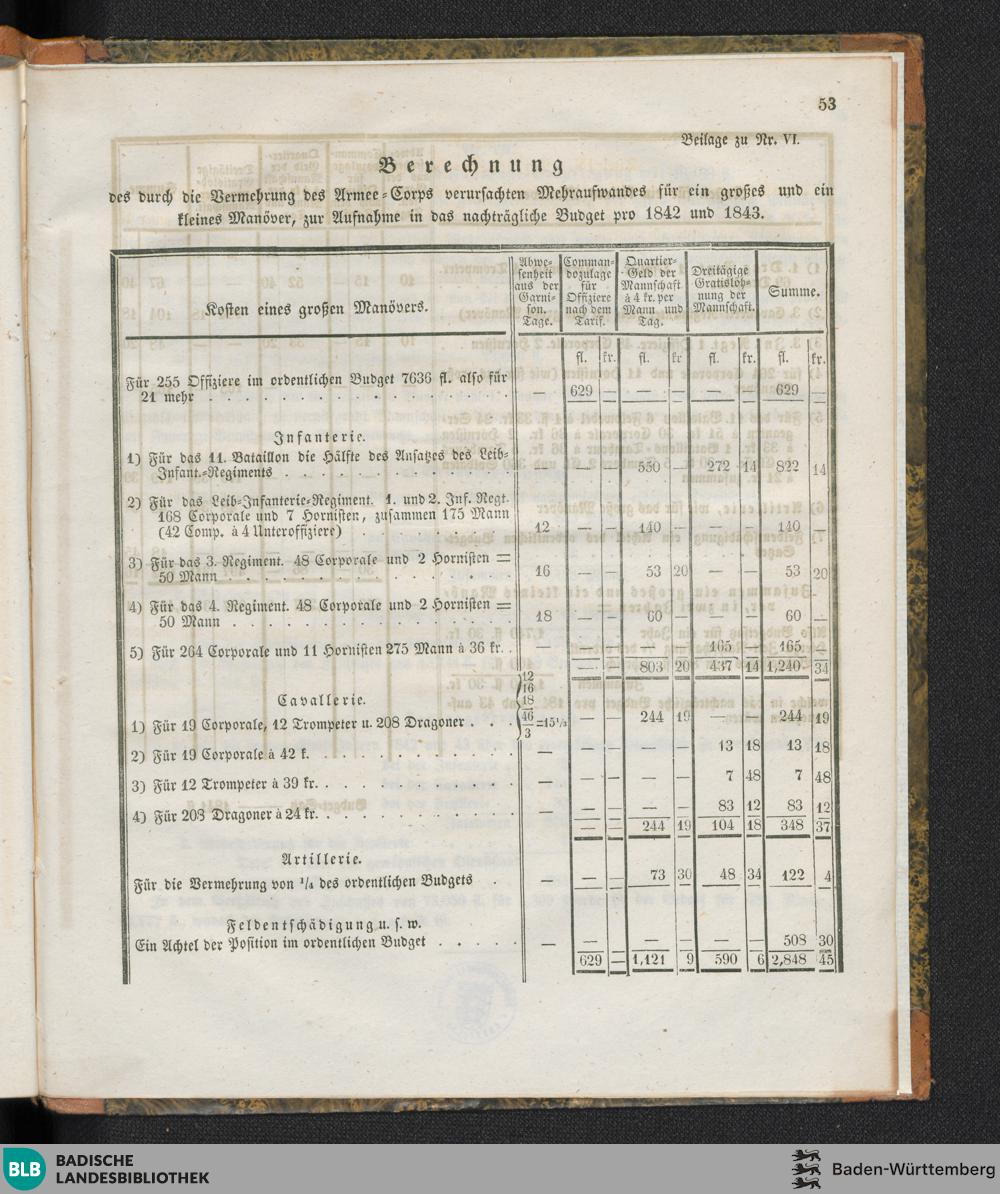 53
Beilage zu Nr. VI.
Berechnung
des durch die Vermehrung des Armee=Corps verursachten Mehraufwandes für ein großes und ein
kleines Manöver, zur Aufnahme in das nachträgliche Budget pro 1842 und 1843.
Kosten eines großen Manövers. | Abwe-senheit aus der Garni-son. Tage. | Comman-dozulage für Offiziere nach dem Tarif. | Quartier-Geld der Mannschaft à 4 kr. per Mann und Tag. | Dreitägige Gratislöh-nung der Mannschaft. | Summe.
fl. kr. fl. kr fl. kr. fl. kr.
Für 255 Offiziere im ordentlichen Budget 7636 fl. also für
21 mehr . . . — 629 — — — — — 629 —
Infanterie.
1) Für das 11. Bataillon die Hälfte des Ansatzes des Leib-
Infant.-Regiments . . . 550 — 272 14 822 14
2) Für das Leib-Infanterie-Regiment. 1. und 2. Inf. Regt.
168 Corporale und 7 Hornisten, zusammen 175 Mann
(42 Comp. à 4 Unteroffiziere) . . . 12 — — 140 — — — 140 —
3) Für das 3. Regiment. 48 Corporale und 2 Hornisten =
50 Mann . . . 16 — — 53 20 — — 53 20
4) Für das 4. Regiment. 48 Corporale und 2 Hornisten =
50 Mann . . . 18 — — 60 — — — 60 —
5) Für 264 Corporale und 11 Hornisten 275 Mann à 36 kr. . — — — — — 165 — 165 —
— — 803 20 437 14 1,240 34
Cavallerie.
12
16
18
1) Für 19 Corporale, 12 Trompeter u. 208 Dragoner . . . 46/3 =15⅓ — — 244 19 — — 244 19
2) Für 19 Corporale à 42 k. . . . — — — — — 13 18 13 18
3) Für 12 Trompeter à 39 kr. . . . — — — — — 7 48 7 48
4) Für 208 Dragoner à 24 kr. . . . — — — — — 83 12 83 12
— — 244 19 104 18 348 37
Artillerie.
Für die Vermehrung von ¼ des ordentlichen Budgets . — — — 73 30 48 34 122 4
Feldentschädigung u. s. w.
Ein Achtel der Position im ordentlichen Budget . . . . . — — — — — — — 508 30
629 — 1,121 9 590 6 2,848 45
BLB BADISCHE
LANDESBIBLIOTHEK
Baden-Württemberg